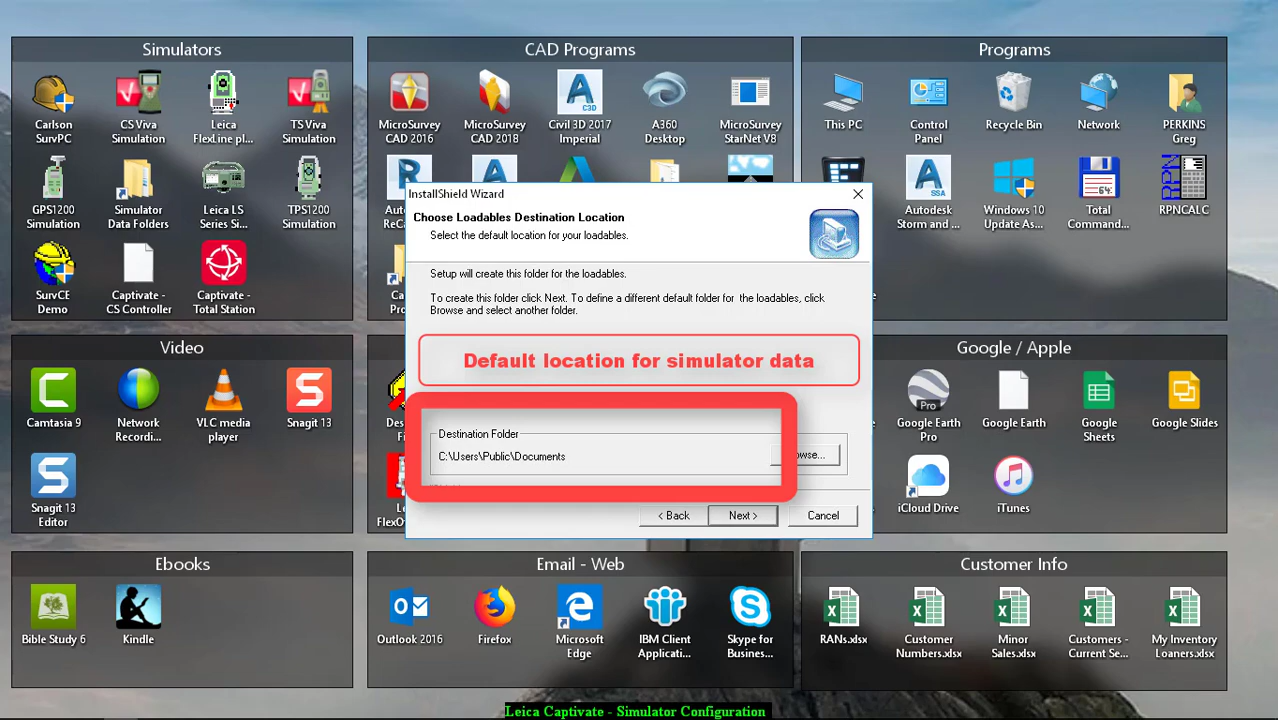 Simulators
Carlson
SurvPC
CS Viva
Simulation
Leica
FlexLine pl...
TS Viva
Simulation
GPS1200
Simulation
Simulator
Data Folders
Leica LS
Series Si...
TPS1200
Simulation
SurvCE
Demo
Captivate -
CS Controller
Captivate -
Total Station
CAD Programs
MicroSurvey
CAD 2016
MicroSurvey
CAD 2018
Civil 3D 2017
Imperial
A360
Desktop
MicroSurvey
StarNet V8
Programs
This PC
Control
Panel
Recycle Bin
Network
PERKINS
Greg
Autodesk
Storm and ...
Windows 10
Update As...
Total
Command...
RPNCALC
InstallShield Wizard
Choose Loadables Destination Location
Select the default location for your loadables.
Setup will create this folder for the loadables.
To create this folder click Next. To define a different default folder for the loadables, click
Browse and select another folder.
Default location for simulator data
Destination Folder
C:\Users\Public\Documents
< Back
Next >
Cancel
Video
Camtasia 9
Network
Recordi...
VLC media
player
Snagit 13
Snagit 13
Editor
Google / Apple
Pro
Google Earth
Pro
Google Earth
Google
Sheets
Google Slides
iCloud Drive
iTunes
Ebooks
Bible Study 6
Kindle
Email - Web
Outlook 2016
Firefox
Microsoft
Edge
IBM Client
Applicati...
Skype for
Busines...
Customer Info
RANs.xlsx
Customer
Numbers.xlsx
Minor
Sales.xlsx
Customers -
Current Se...
My Inventory
Loaners.xlsx
Leica Captivate - Simulator Configuration